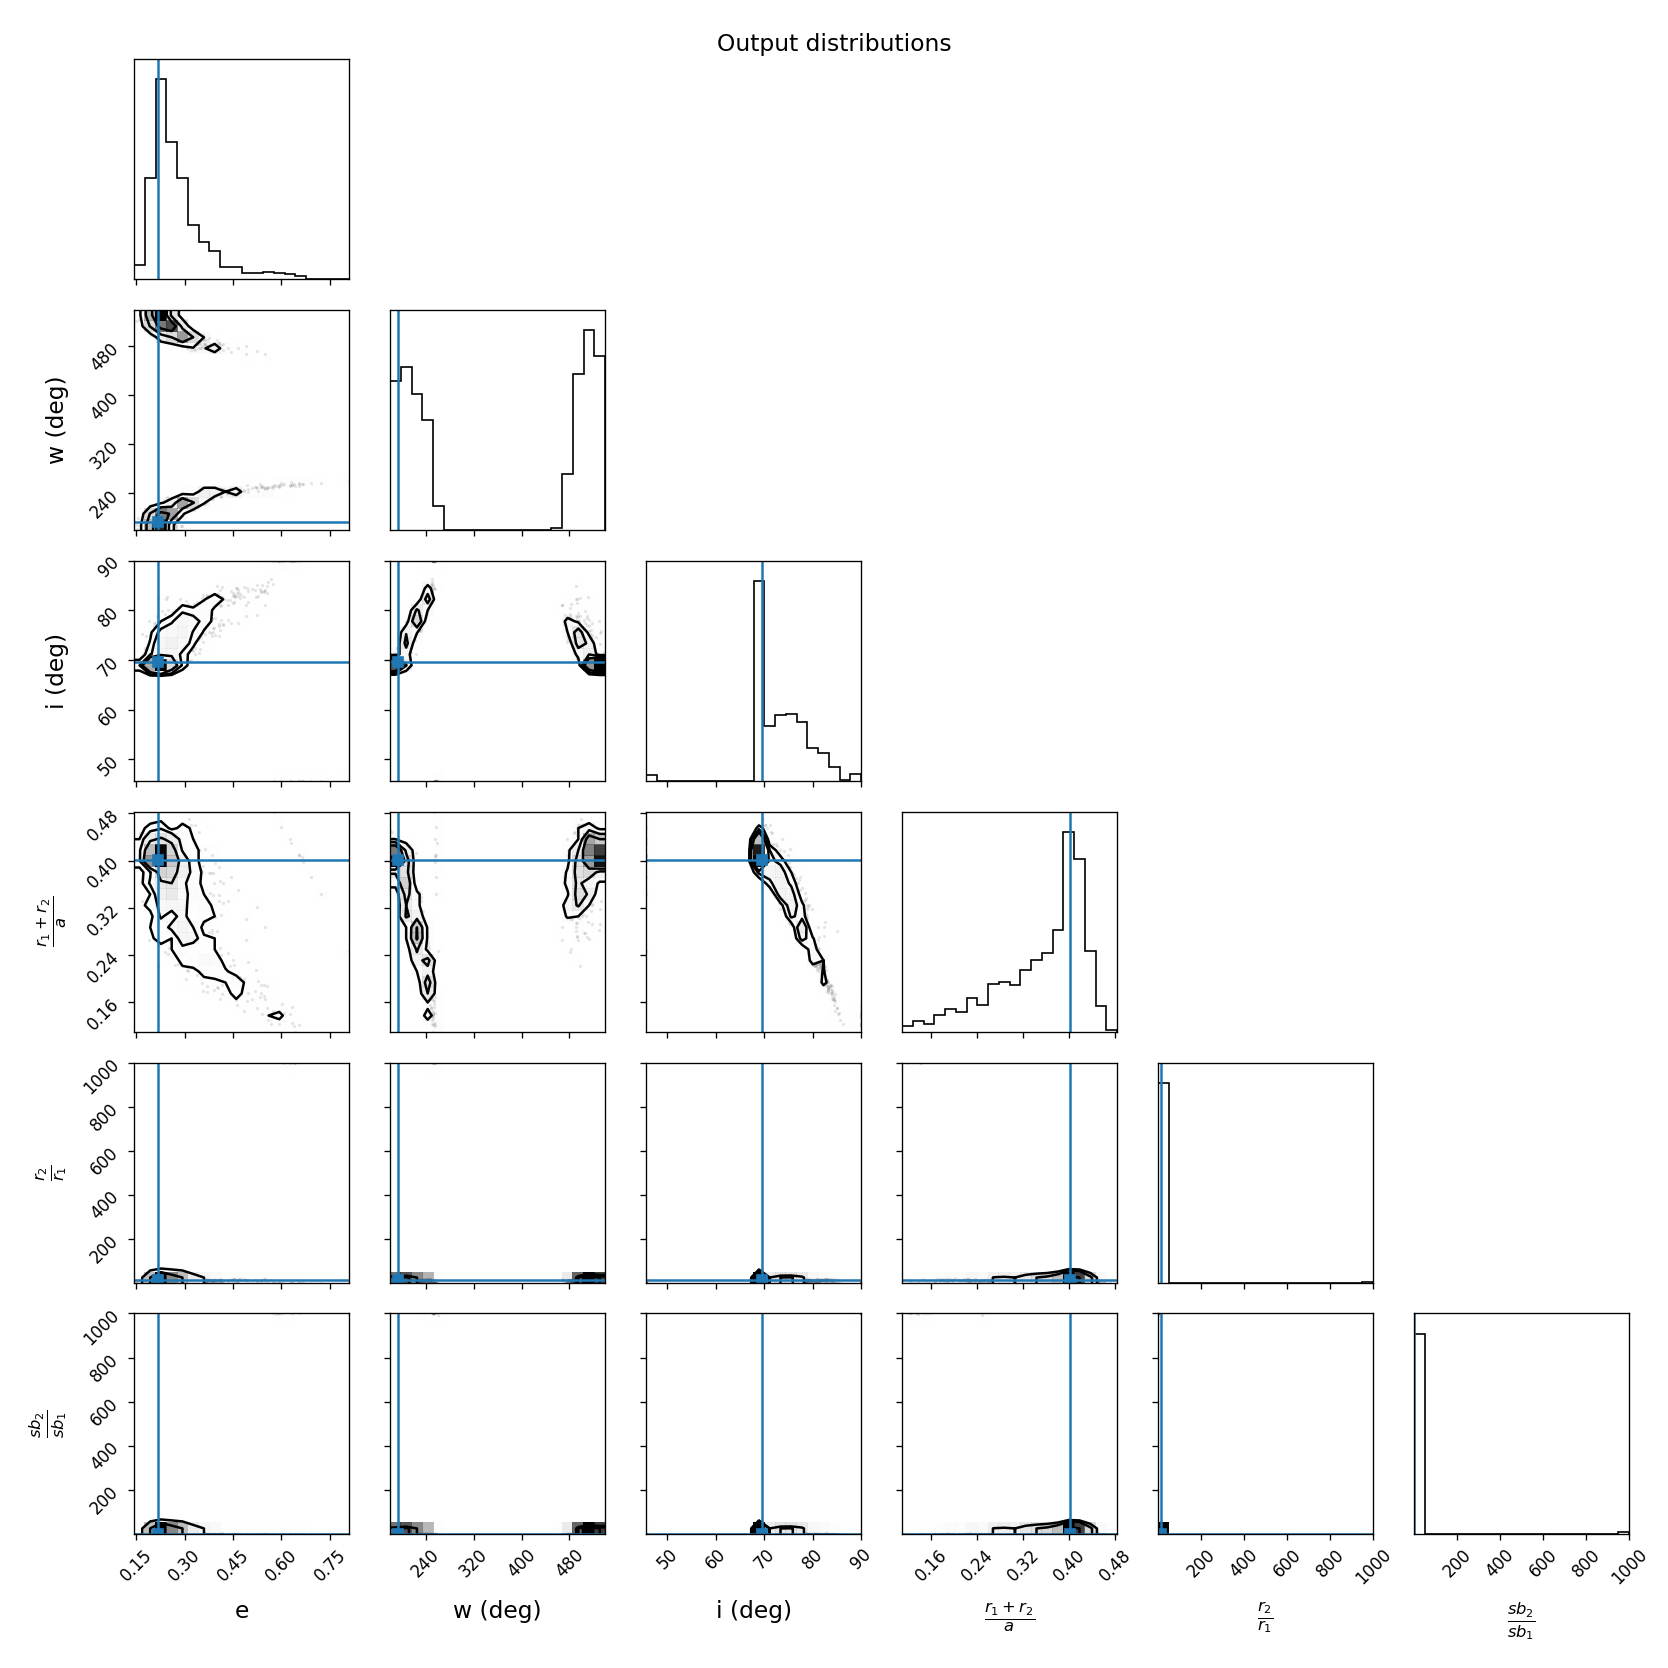 Output distributions
480
400
320
240
w (deg)
90
80
70
60
50
i (deg)
0.48
0.40
0.32
0.24
0.16
r1 + r2
a
1000
800
600
400
200
r2
r1
1000
800
600
400
200
sb2
sb1
0.15 0.30 0.45 0.60 0.75 240 320 400 480 50 60 70 80 90 0.16 0.24 0.32 0.40 0.48 200 400 600 800 1000 200 400 600 800 1000
e w (deg) i (deg)
r1 + r2
a
r2
r1
sb2
sb1